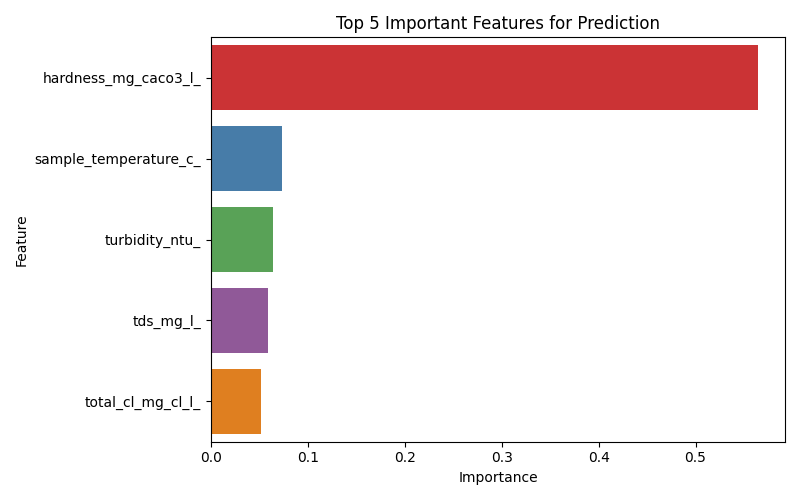 Top 5 Important Features for Prediction
hardness_mg_caco3_l_
sample_temperature_c_
turbidity_ntu_
tds_mg_l_
total_cl_mg_cl_l_
Feature
0.0 0.1 0.2 0.3 0.4 0.5
Importance